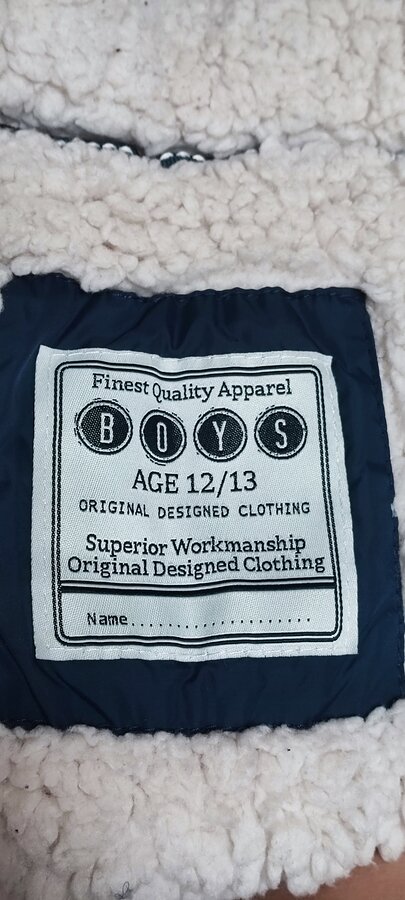 Finest Quality Apparel
BOYS
AGE 12/13
ORIGINAL DESIGNED CLOTHING
Superior Workmanship
Original Designed Clothing
Name....................